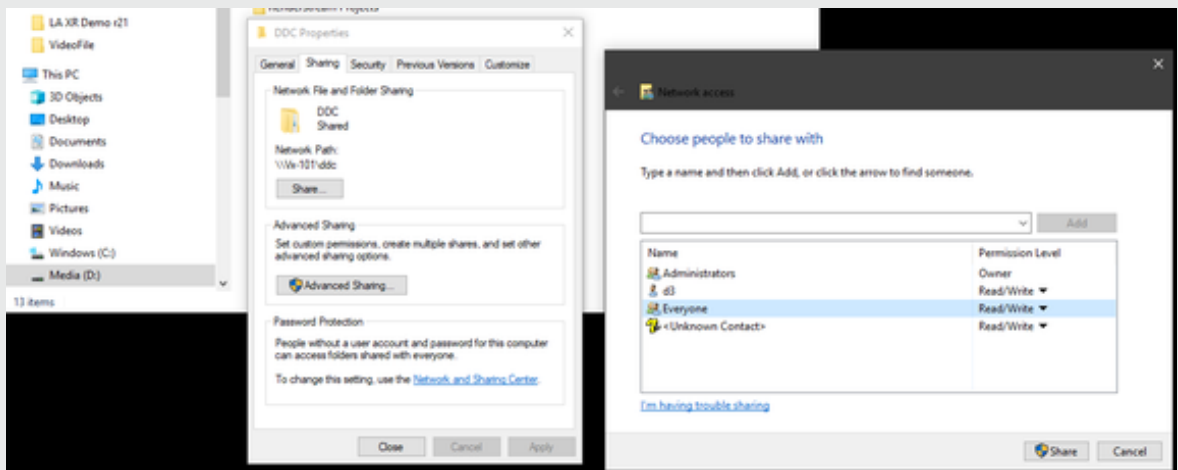 LA XR Demo r21
VideoFile
This PC
3D Objects
Desktop
Documents
Downloads
Music
Pictures
Videos
Windows (C:)
Media (D:)
13 items
DDC Properties
General Sharing Security Previous Versions Customize
Network File and Folder Sharing
DDC
Shared
Network Path:
\\Vx-101\ddc
Share...
Advanced Sharing
Set custom permissions, create multiple shares, and set other
advanced sharing options.
Advanced Sharing...
Password Protection
People without a user account and password for this computer
can access folders shared with everyone.
To change this setting, use the Network and Sharing Center.
Close Cancel Apply
Network access
Choose people to share with
Type a name and then click Add, or click the arrow to find someone.
Add
Name Permission Level
Administrators Owner
d3 Read/Write
Everyone Read/Write
<Unknown Contact> Read/Write
I'm having trouble sharing
Share Cancel